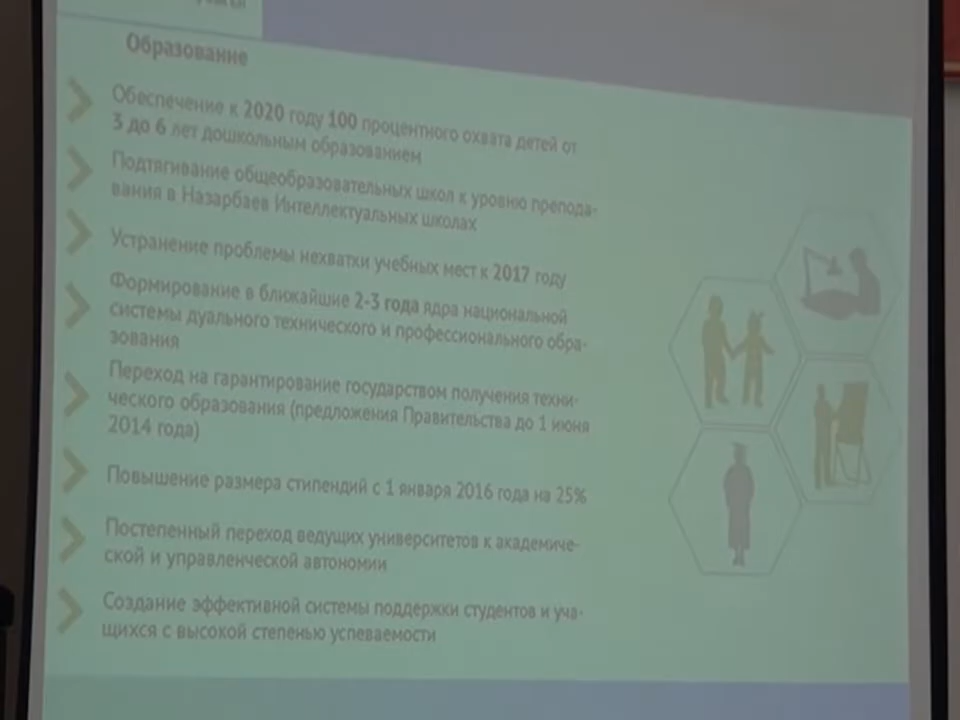 Образование
Обеспечение к 2020 году 100 процентного охвата детей от
3 до 6 лет дошкольным образованием
Подтягивание общеобразовательных школ к уровню препода-
вания в Назарбаев Интеллектуальных школах
Устранение проблемы нехватки учебных мест к 2017 году
Формирование в ближайшие 2-3 года ядра национальной
системы дуального технического и профессионального обра-
зования
Переход на гарантирование государством получения техни-
ческого образования (предложения Правительства до 1 июня
2014 года)
Повышение размера стипендий с 1 января 2016 года на 25%
Постепенный переход ведущих университетов к академиче-
ской и управленческой автономии
Создание эффективной системы поддержки студентов и уча-
щихся с высокой степенью успеваемости